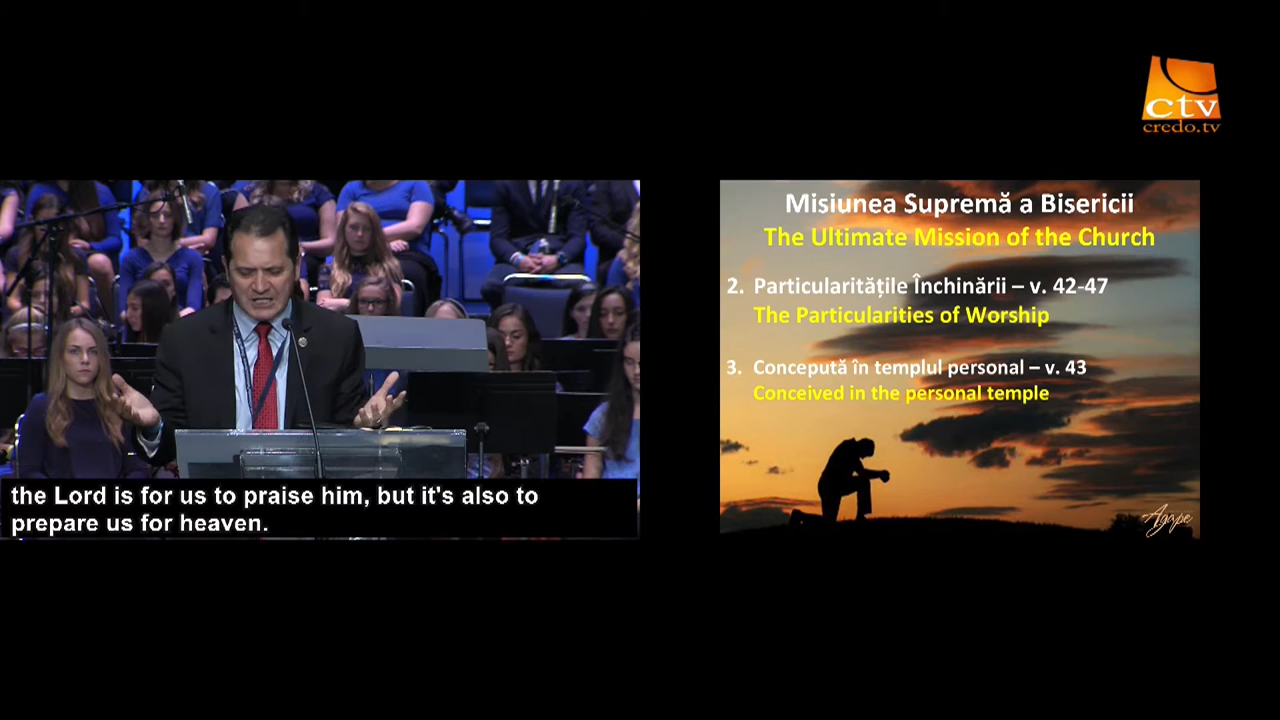 ctv
credo.tv
the Lord is for us to praise him, but it's also to
prepare us for heaven.
Misiunea Supremă a Bisericii
The Ultimate Mission of the Church
2. Particularitățile Închinării – v. 42-47
The Particularities of Worship
3. Concepută în templul personal – v. 43
Conceived in the personal temple
Agape